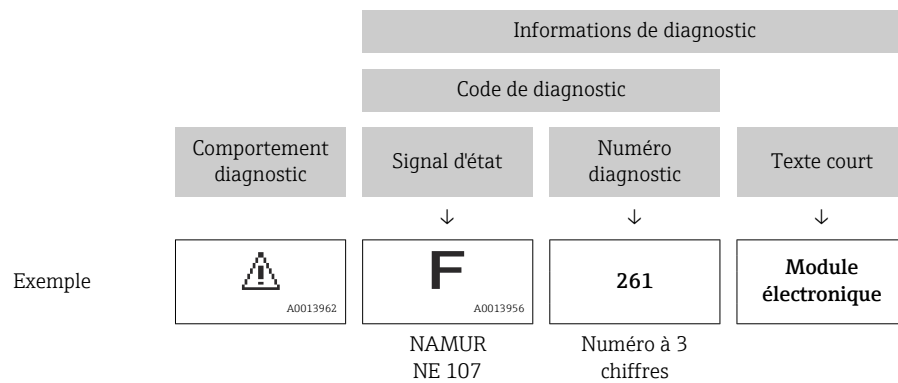 Informations de diagnostic
Code de diagnostic
Comportement
diagnostic
Signal d'état
Numéro
diagnostic
Texte court
↓ ↓ ↓
Exemple
A0013962
F
A0013956
261
Module
électronique
NAMUR
NE 107
Numéro à 3
chiffres